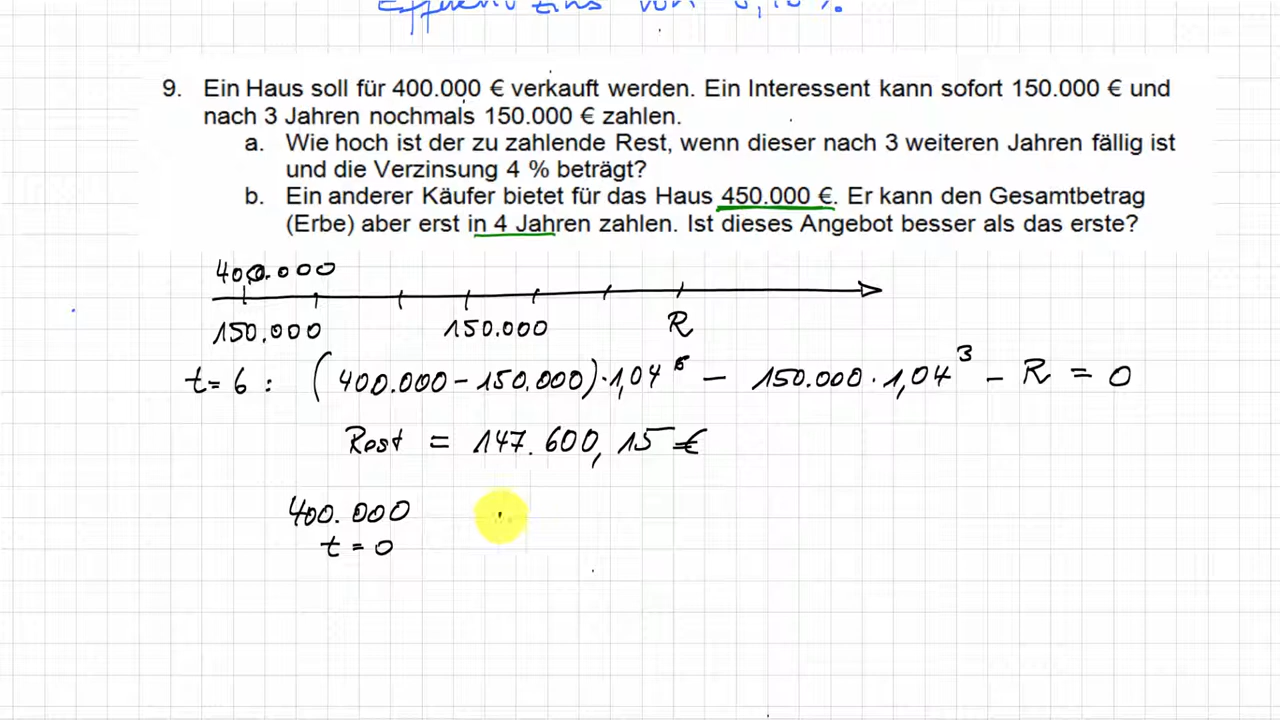 Effektivzins von
9. Ein Haus soll für 400.000 € verkauft werden. Ein Interessent kann sofort 150.000 € und
nach 3 Jahren nochmals 150.000 € zahlen.
a. Wie hoch ist der zu zahlende Rest, wenn dieser nach 3 weiteren Jahren fällig ist
und die Verzinsung 4 % beträgt?
b. Ein anderer Käufer bietet für das Haus 450.000 €. Er kann den Gesamtbetrag
(Erbe) aber erst in 4 Jahren zahlen. Ist dieses Angebot besser als das erste?
400.000
150.000 150.000 R
t = 6 : (400.000 - 150.000) · 1,04⁶ - 150.000 · 1,04³ - R = 0
Rest = 147.600,15 €
400.000
t = 0